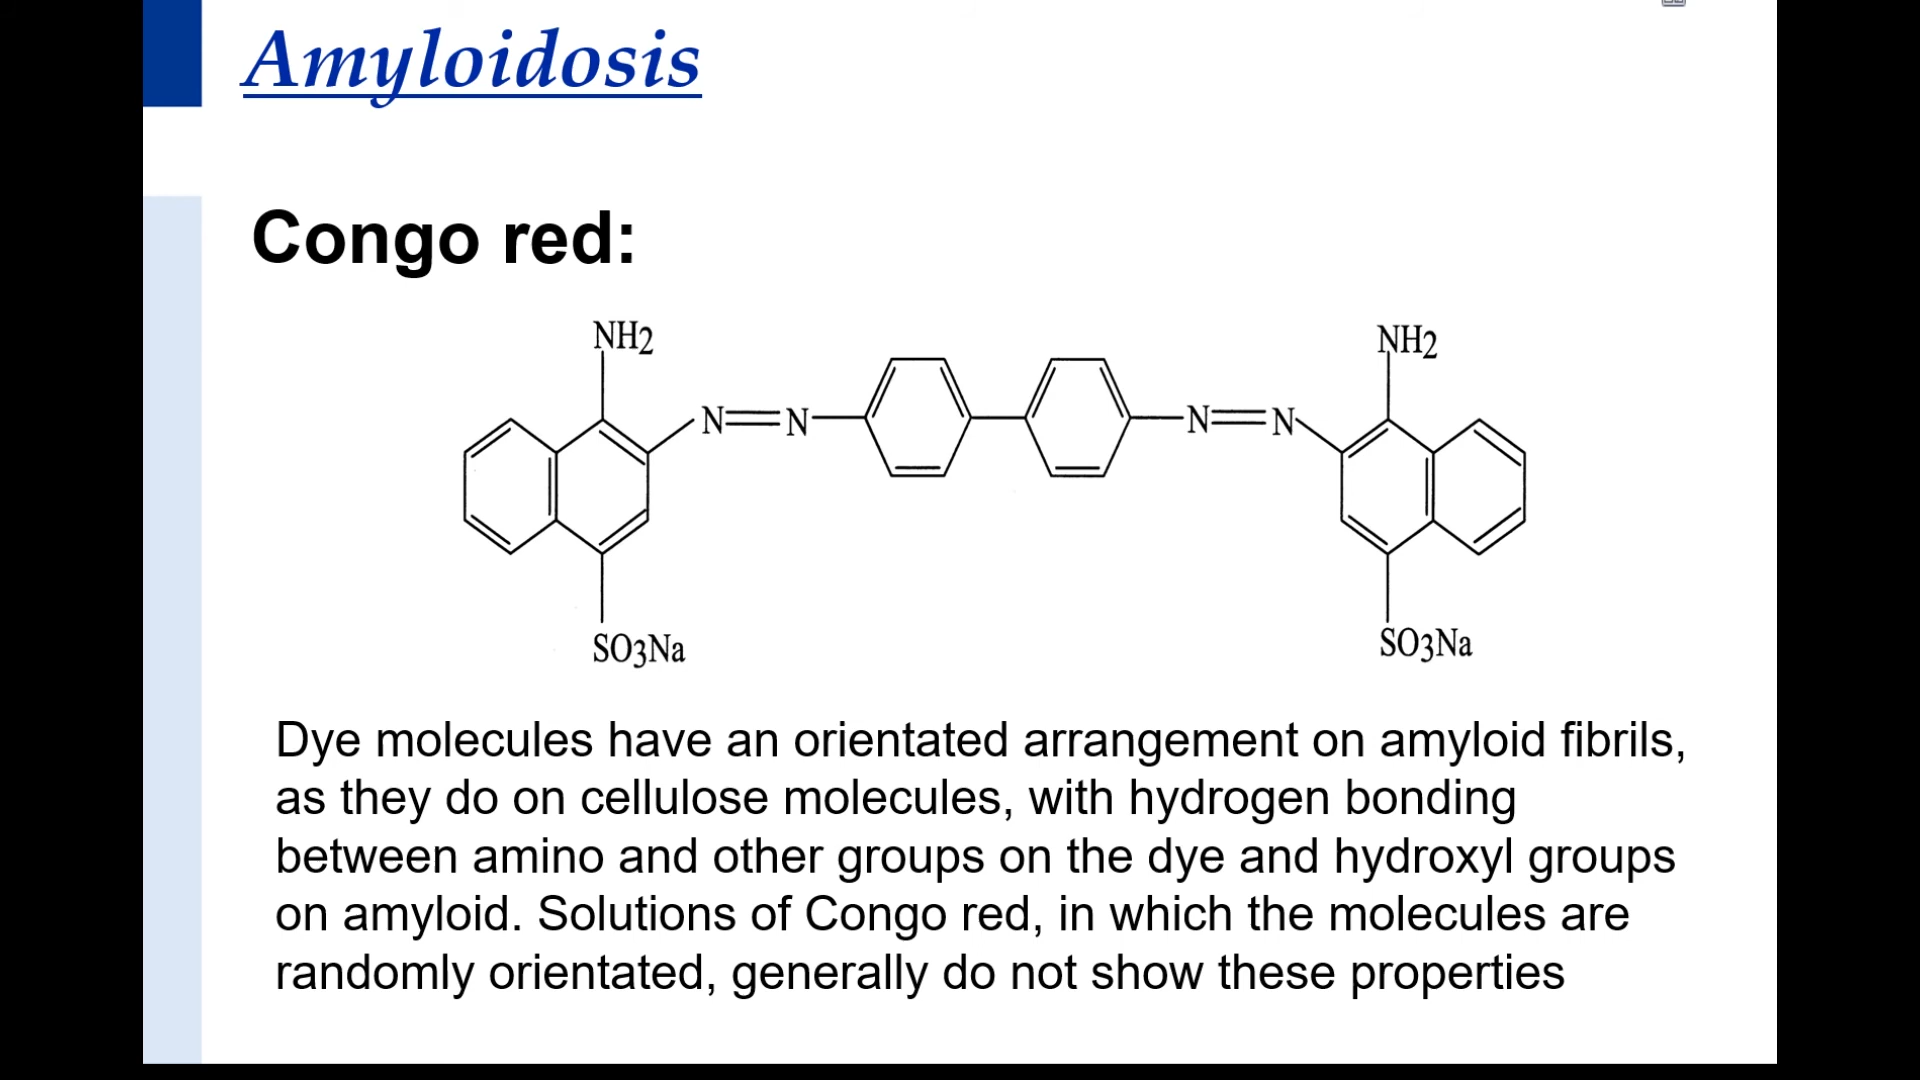 Amyloidosis
Congo red:
NH2 NH2
N N N N
SO3Na SO3Na
Dye molecules have an orientated arrangement on amyloid fibrils,
as they do on cellulose molecules, with hydrogen bonding
between amino and other groups on the dye and hydroxyl groups
on amyloid. Solutions of Congo red, in which the molecules are
randomly orientated, generally do not show these properties